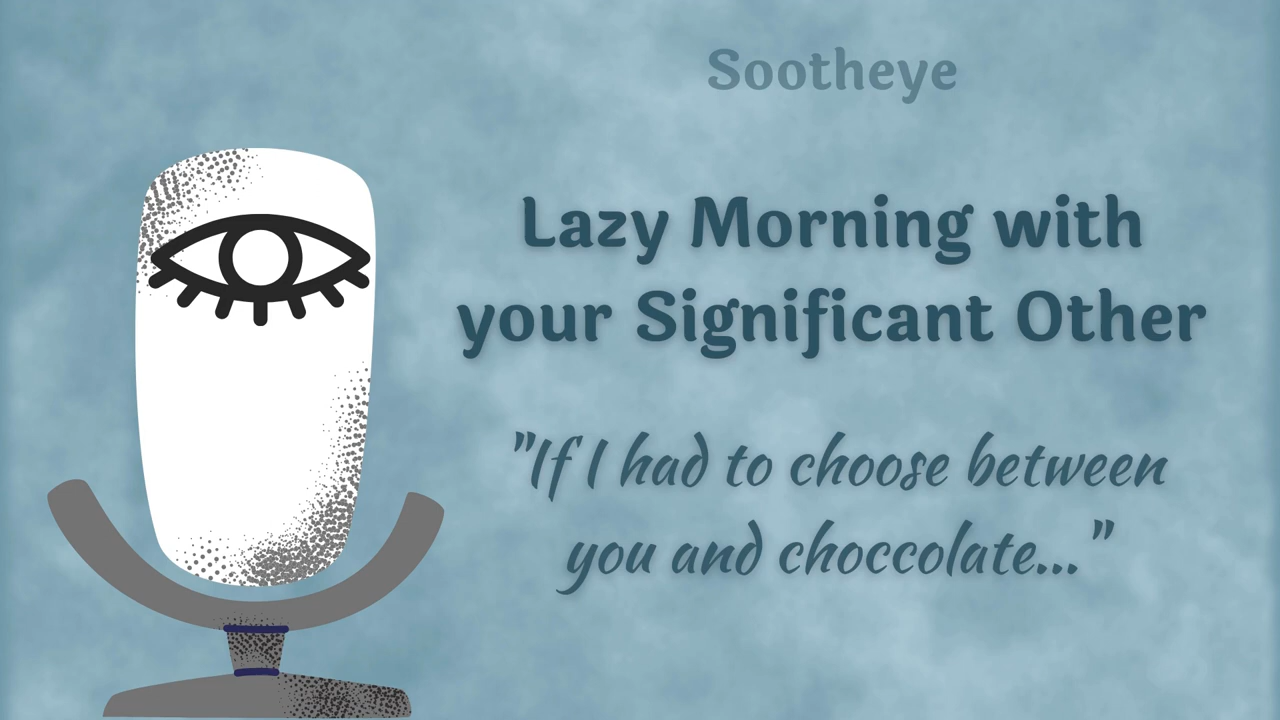 Sootheye
Lazy Morning with
your Significant Other
"If I had to choose between
you and choccolate..."